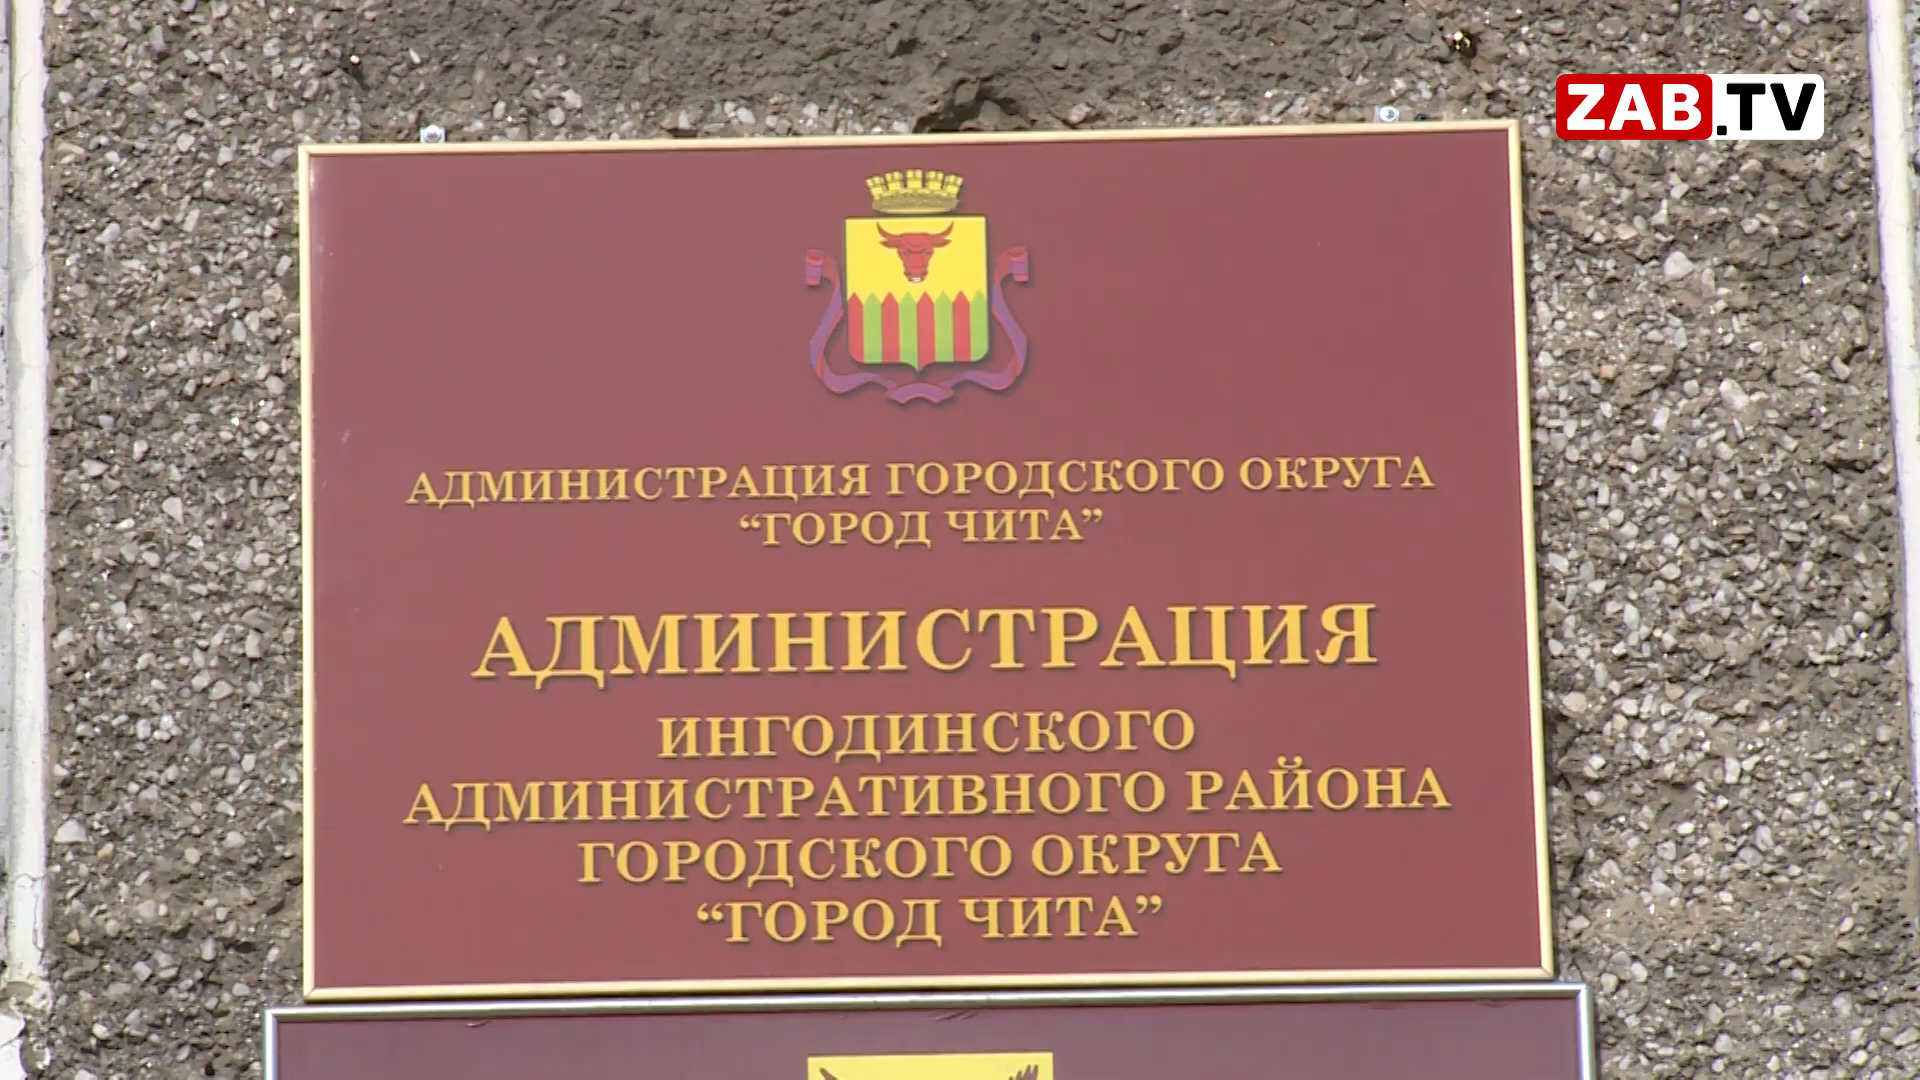 ZAB.TV
АДМИНИСТРАЦИЯ ГОРОДСКОГО ОКРУГА
“ГОРОД ЧИТА”
АДМИНИСТРАЦИЯ
ИНГОДИНСКОГО
АДМИНИСТРАТИВНОГО РАЙОНА
ГОРОДСКОГО ОКРУГА
“ГОРОД ЧИТА”